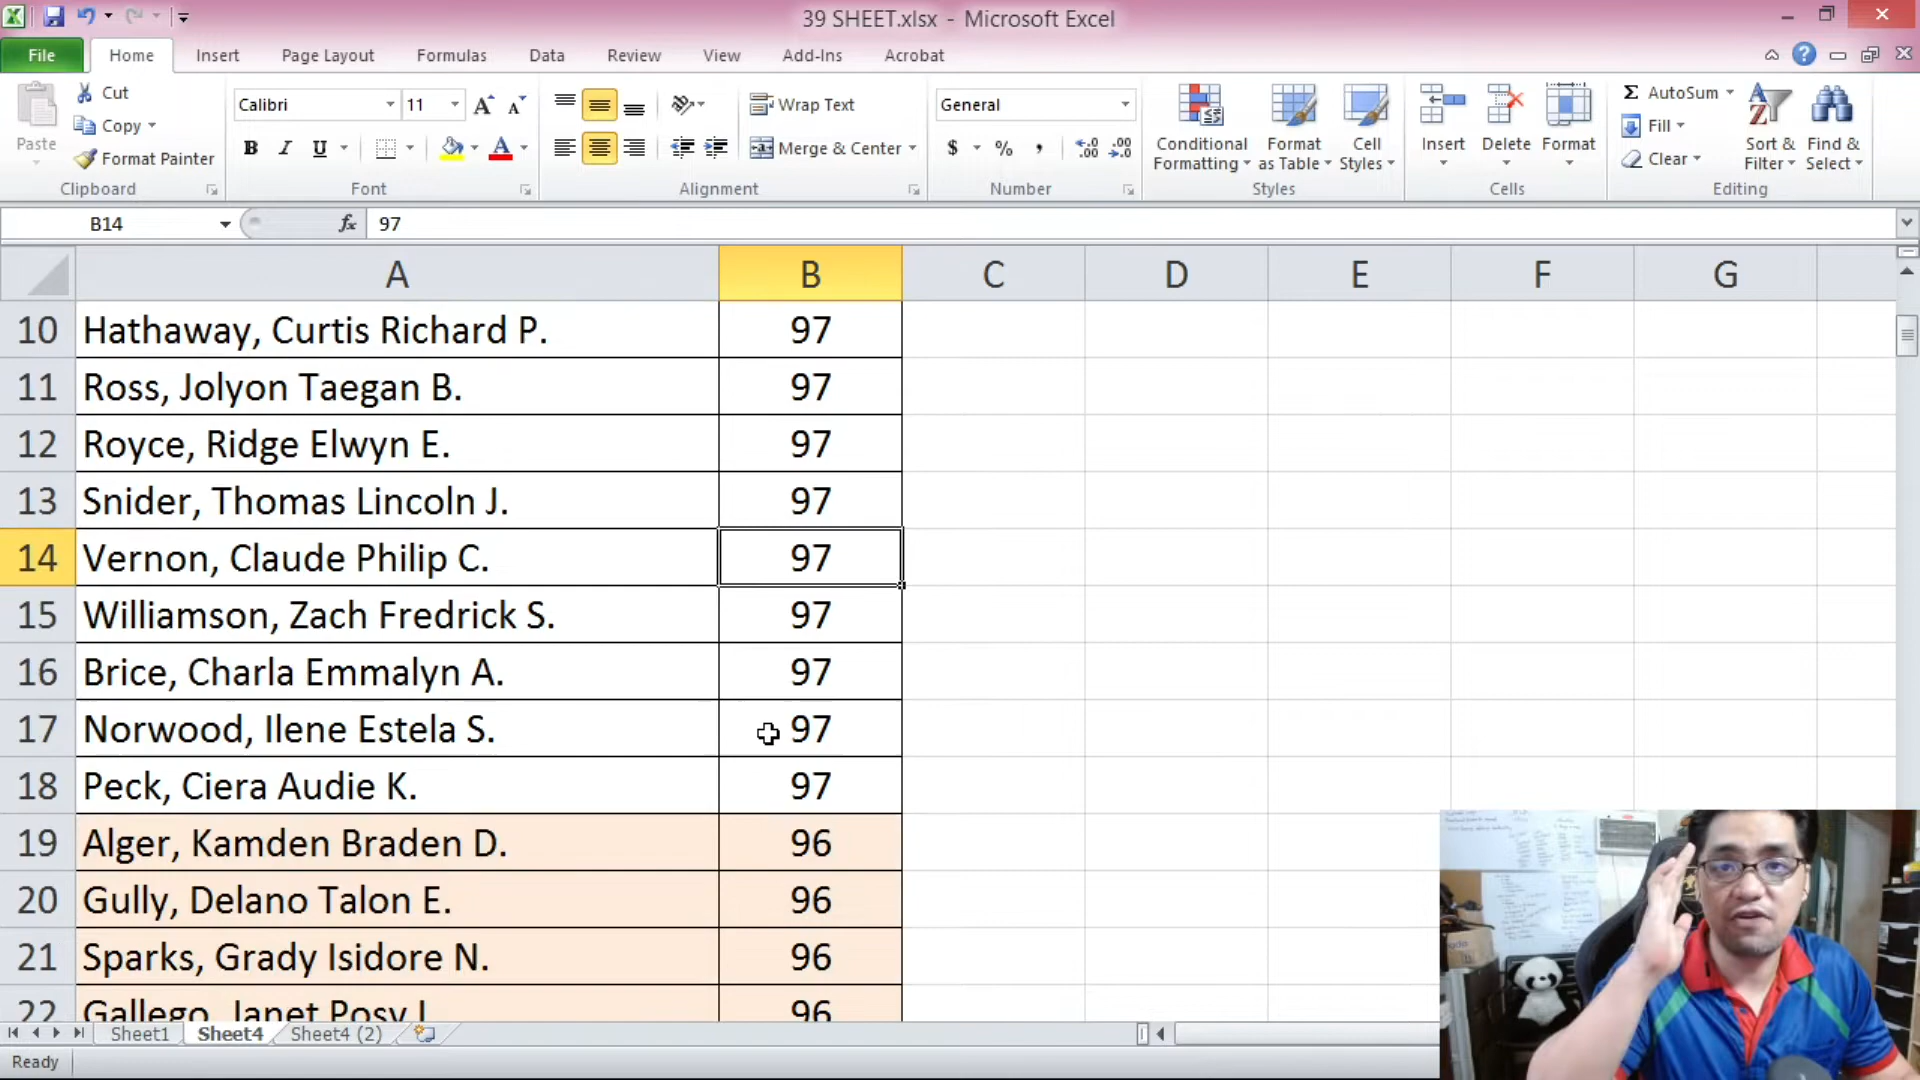 39 SHEET.xlsx - Microsoft Excel
File Home Insert Page Layout Formulas Data Review View Add-Ins Acrobat
Paste
Cut
Copy
Format Painter
Clipboard
Calibri 11
B I U
Font
Wrap Text
Merge & Center
Alignment
General
$ % ,
Number
Conditional Formatting
Format as Table
Cell Styles
Styles
Insert Delete Format
Cells
Σ AutoSum
Fill
Clear
Sort & Filter
Find & Select
Editing
B14 fx 97
A B C D E F G
10 Hathaway, Curtis Richard P. 97
11 Ross, Jolyon Taegan B. 97
12 Royce, Ridge Elwyn E. 97
13 Snider, Thomas Lincoln J. 97
14 Vernon, Claude Philip C. 97
15 Williamson, Zach Fredrick S. 97
16 Brice, Charla Emmalyn A. 97
17 Norwood, Ilene Estela S. 97
18 Peck, Ciera Audie K. 97
19 Alger, Kamden Braden D. 96
20 Gully, Delano Talon E. 96
21 Sparks, Grady Isidore N. 96
22 Gallego, Janet Posy 96
Sheet1 Sheet4 Sheet4 (2)
Ready